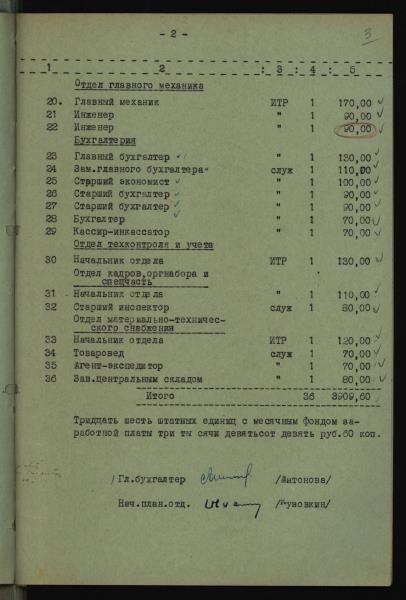 - 2 -
3
1 2 : 3 : 4 : 5
Отдел главного механика
20. Главный механик ИТР 1 170,00
21 Инженер " 1 90,00
22 Инженер " 1 90,00
Бухгалтерия
23 Главный бухгалтер " 1 130,00
24 Зам.главного бухгалтера " служ 1 110,00
25 Старший экономист " 1 100,00
26 Старший бухгалтер " 1 90,00
27 Старший бухгалтер " 1 90,00
28 Бухгалтер " 1 70,00
29 Кассир-инкассатор " 1 70,00
Отдел техконтроля и учета
30 Начальник отдела ИТР 1 130,00
Отдел кадров,оргнабора и
спецчасть
31 Начальник отдела " 1 110,00
32 Старший инспектор служ 1 80,00
Отдел материально-техничес-
ского снабжения
33 Начальник отдела ИТР 1 120,00
34 Товаровед служ 1 70,00
35 Агент-экспедитор " 1 70,00
36 Зав.центральным складом " 1 80,00
Итого 36 3909,60
Тридцать шесть штатных единиц с месячным фондом за-
работной платы три ты сячи девятьсот девять руб.60 коп.
/Гл.бухгалтер /Антонова/
Нач.план.отд. /Пузовкин/